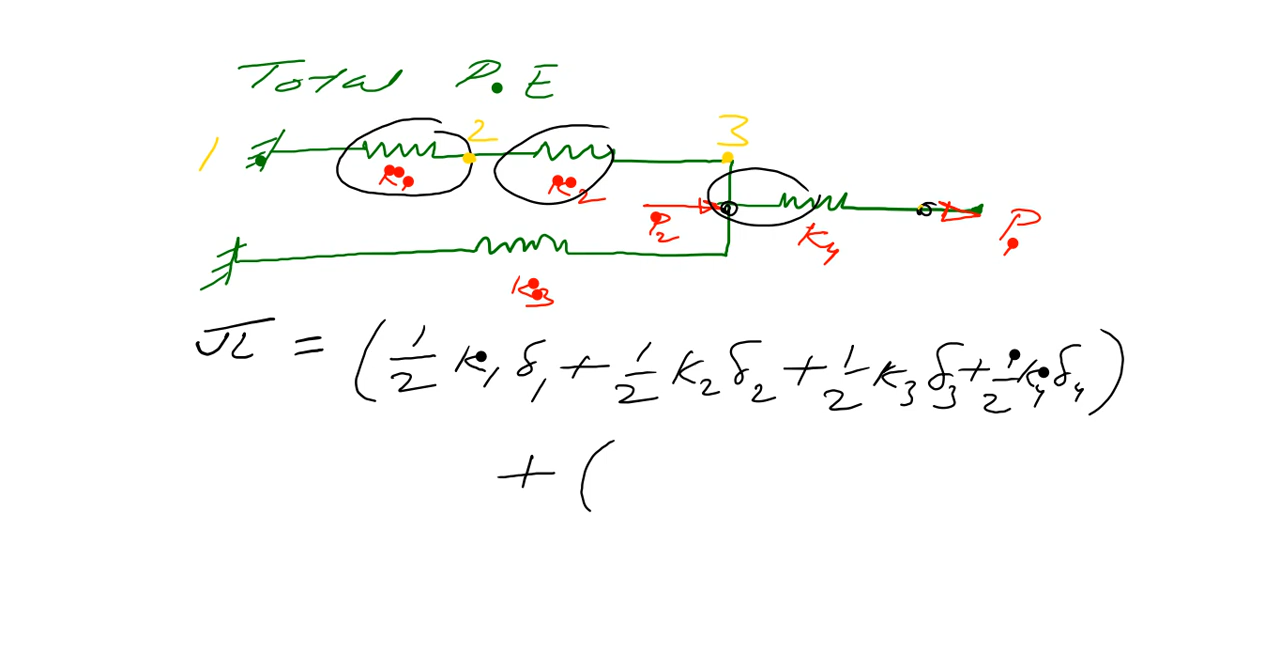 Total P.E
1 2 3
K1 K2
P2 K4 P
K3
π = (1/2 K1 δ1 + 1/2 K2 δ2 + 1/2 K3 δ3 + 1/2 K4 δ4)
+ (